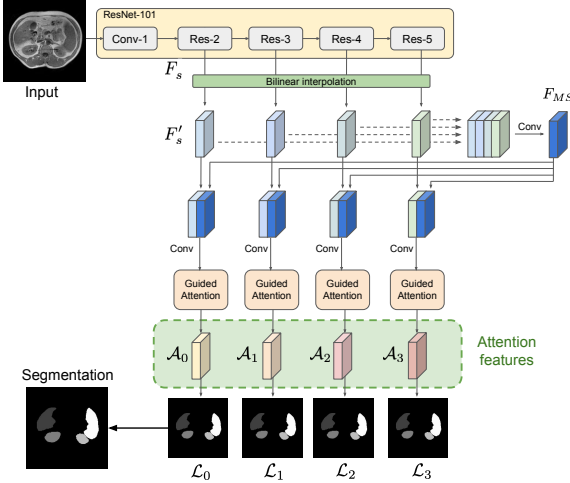 ResNet-101
Conv-1
Res-2
Res-3
Res-4
Res-5
Input
F_s
Bilinear interpolation
F_MS
F'_s
Conv
Conv
Conv
Conv
Conv
Guided Attention
Guided Attention
Guided Attention
Guided Attention
A_0
A_1
A_2
A_3
Attention
features
Segmentation
L_0
L_1
L_2
L_3